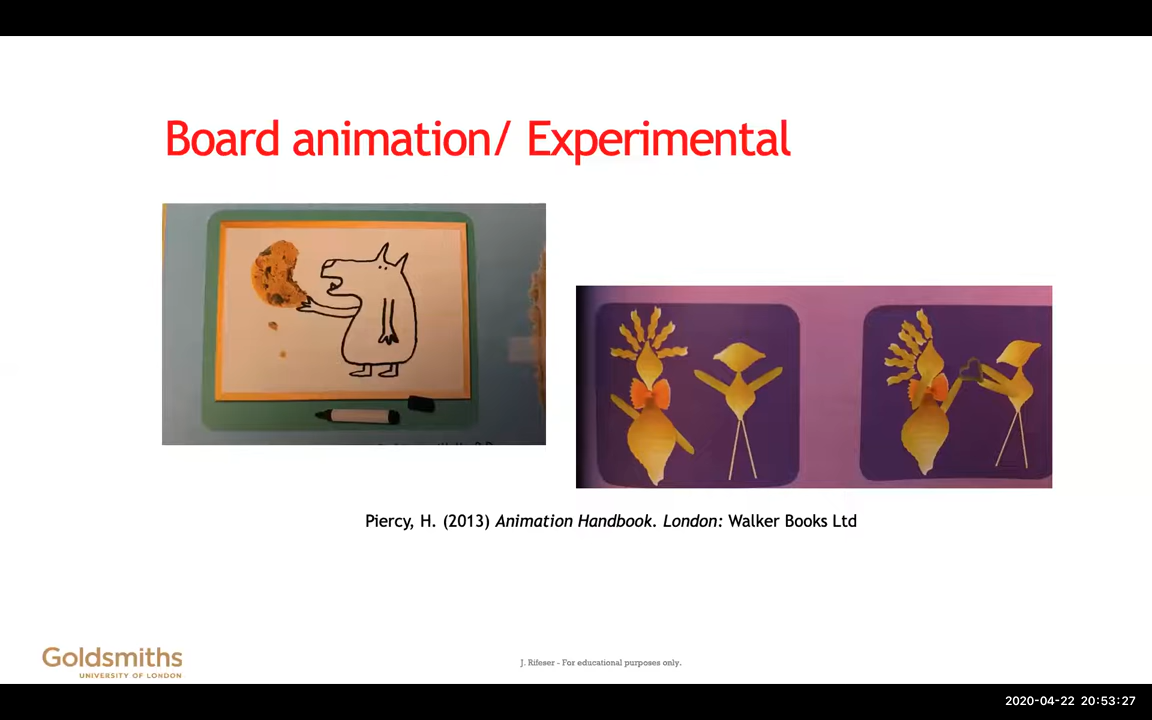 Board animation/ Experimental
Piercy, H. (2013) Animation Handbook. London: Walker Books Ltd
Goldsmiths
UNIVERSITY OF LONDON
J. Rifeser - For educational purposes only.
2020-04-22 20:53:27